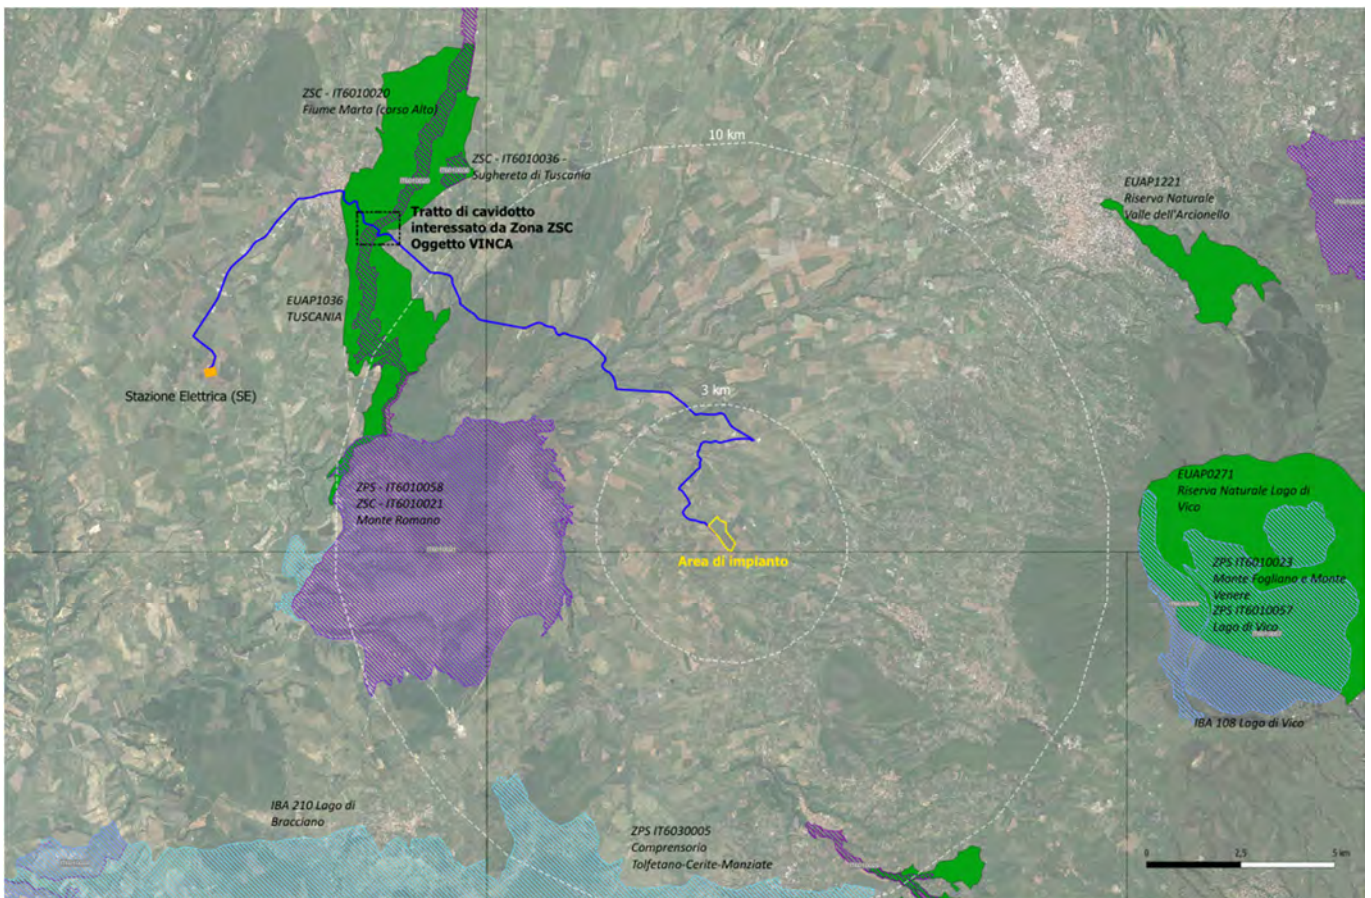 ZSC - IT6010020
Fiume Marta (corso Alto)
10 km
ZSC - IT6010036 -
Sughereta di Tuscania
EUAP1221
Riserva Naturale
Valle dell'Arcionello
Tratto di cavidotto
interessato da Zona ZSC
Oggetto VINCA
EUAP1036
TUSCANIA
Stazione Elettrica (SE)
3 km
ZPS - IT6010058
ZSC - IT6010021
Monte Romano
EUAP0271
Riserva Naturale Lago di
Vico
Area di impianto
ZPS IT6010023
Monte Fogliano e Monte
Venere
ZPS IT6010057
Lago di Vico
IBA 108 Lago di Vico
IBA 210 Lago di
Bracciano
ZPS IT6030005
Comprensorio
Tolfetano-Cerite-Manziate
0 2,5 5 km